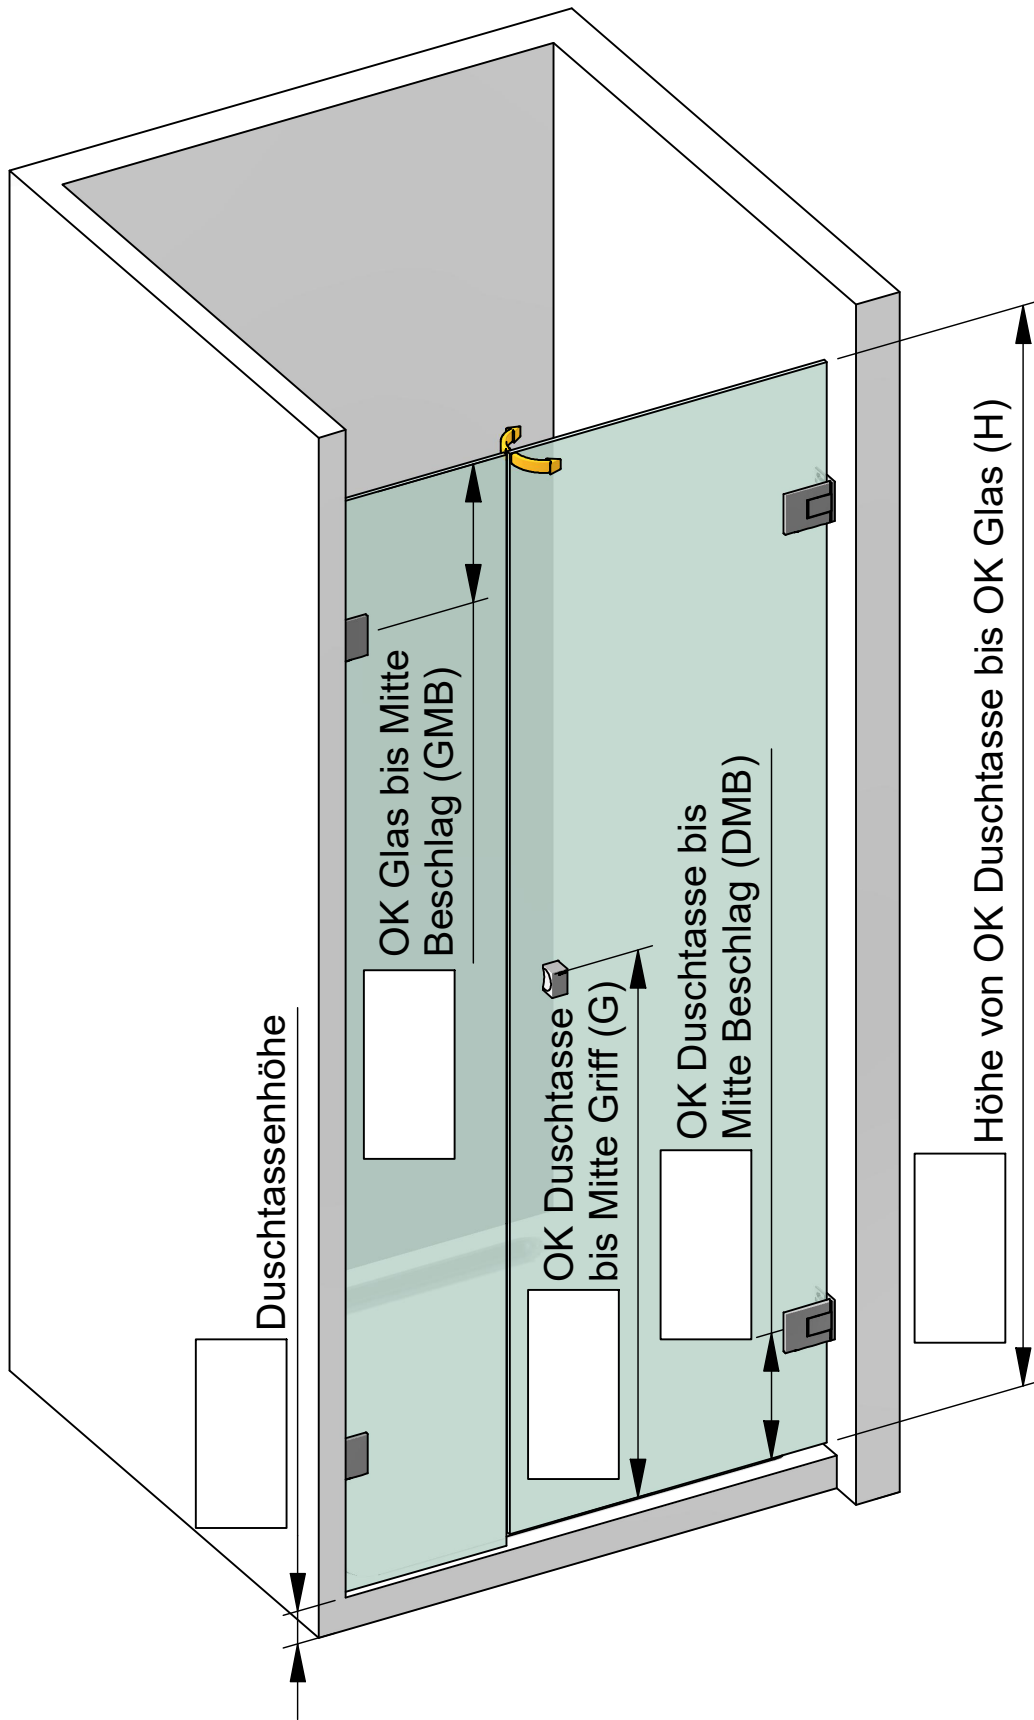 Duschtassenhöhe
OK Glas bis Mitte
Beschlag (GMB)
OK Duschtasse
bis Mitte Griff (G)
OK Duschtasse bis
Mitte Beschlag (DMB)
Höhe von OK Duschtasse bis OK Glas (H)